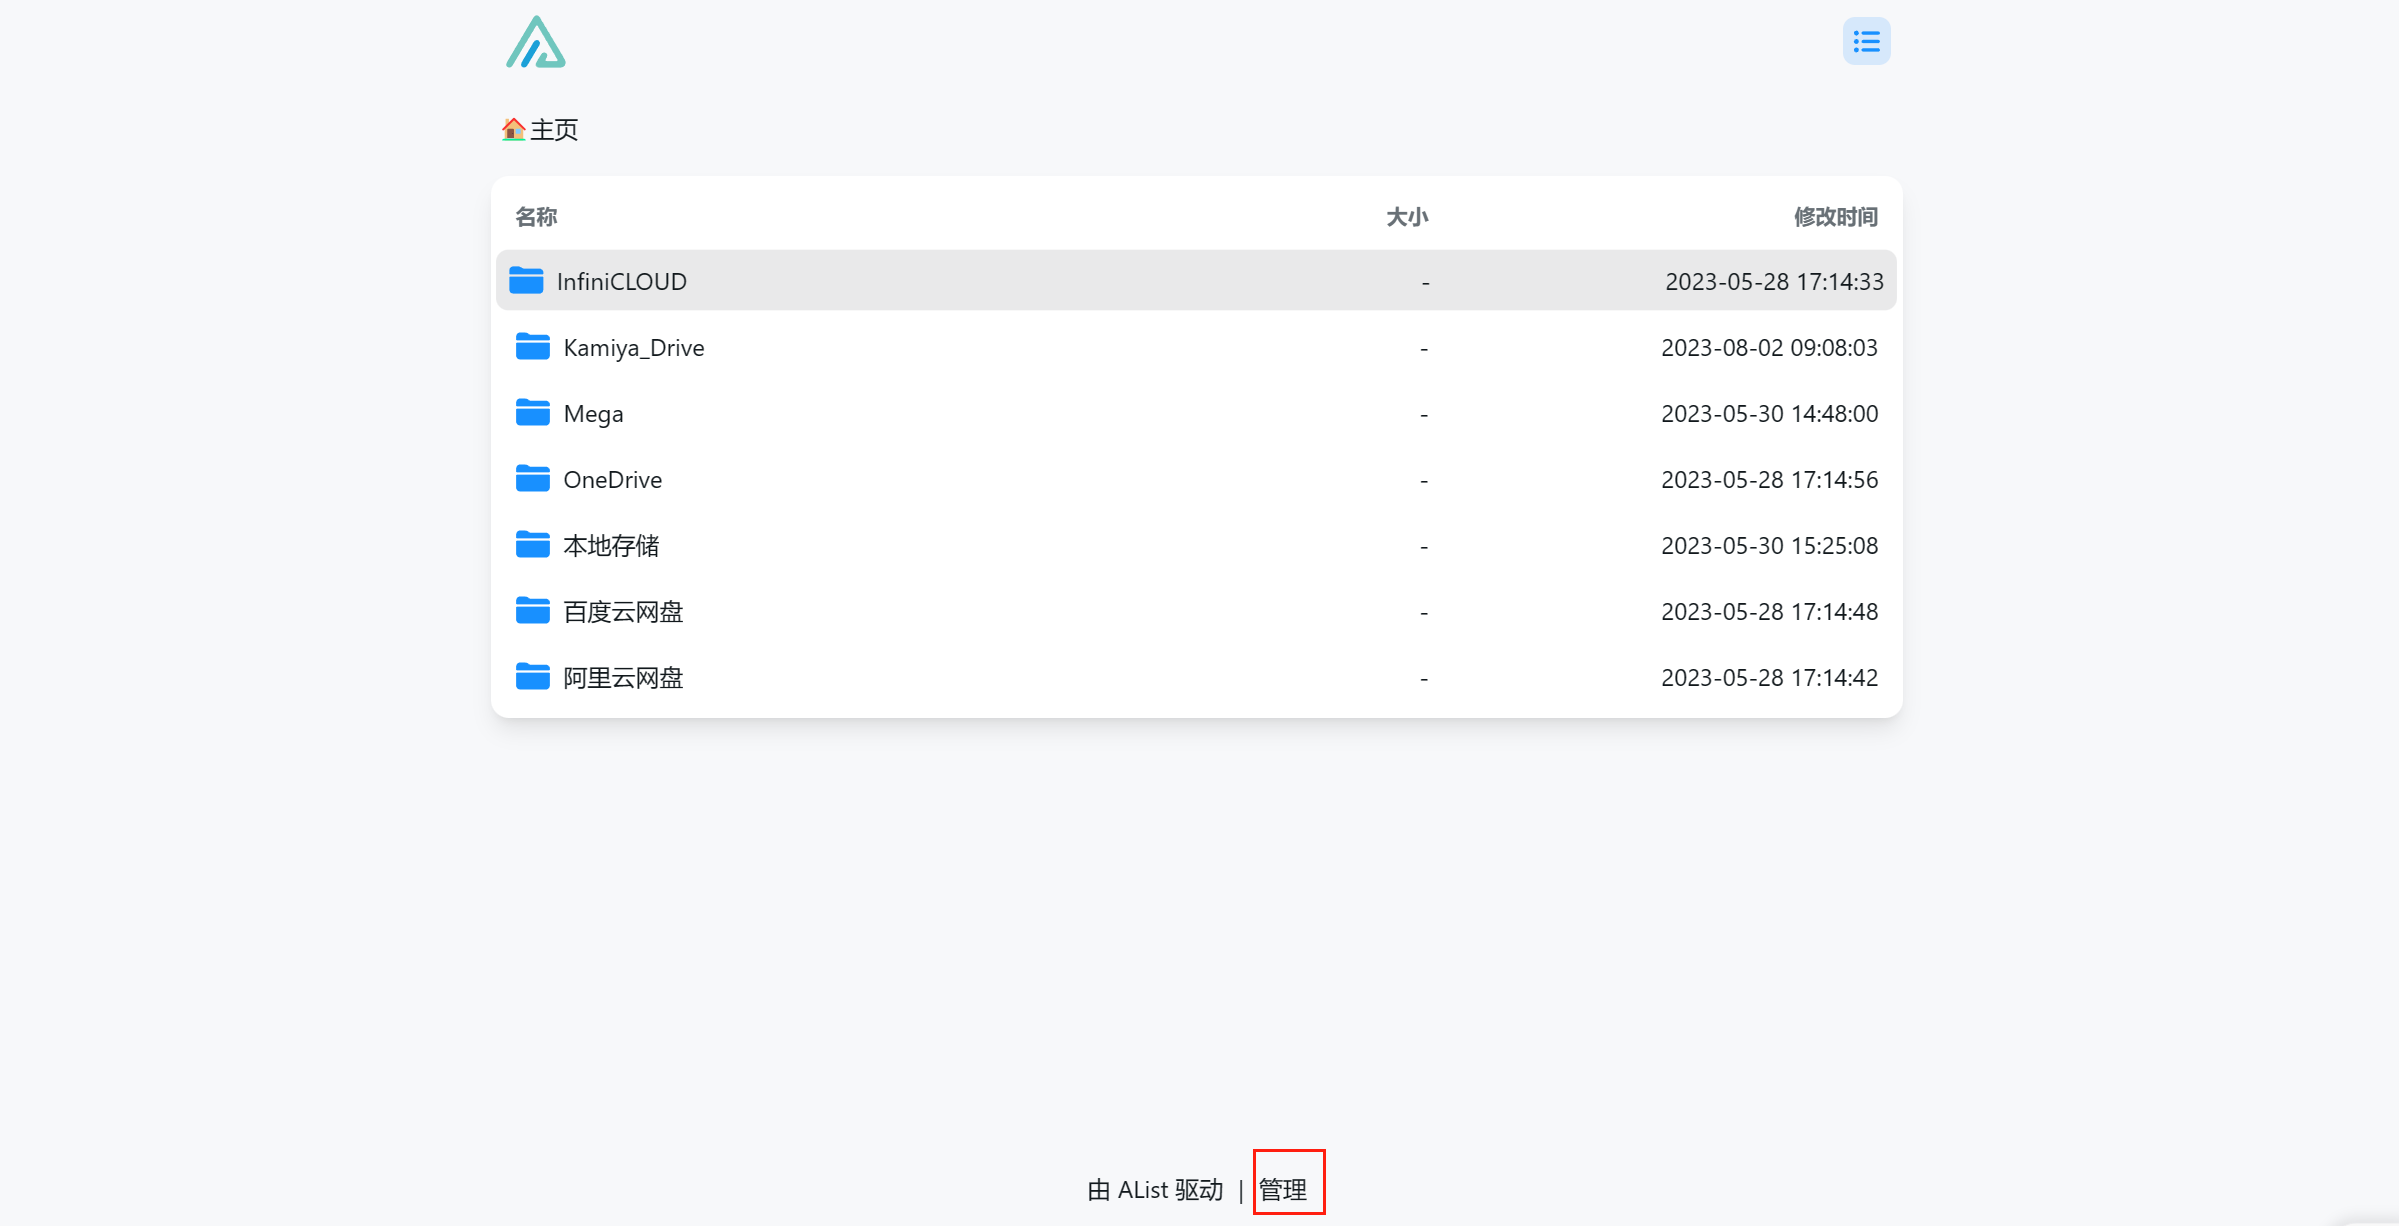 主页
名称 大小 修改时间
InfiniCLOUD - 2023-05-28 17:14:33
Kamiya_Drive - 2023-08-02 09:08:03
Mega - 2023-05-30 14:48:00
OneDrive - 2023-05-28 17:14:56
本地存储 - 2023-05-30 15:25:08
百度云网盘 - 2023-05-28 17:14:48
阿里云网盘 - 2023-05-28 17:14:42
由 AList 驱动 | 管理